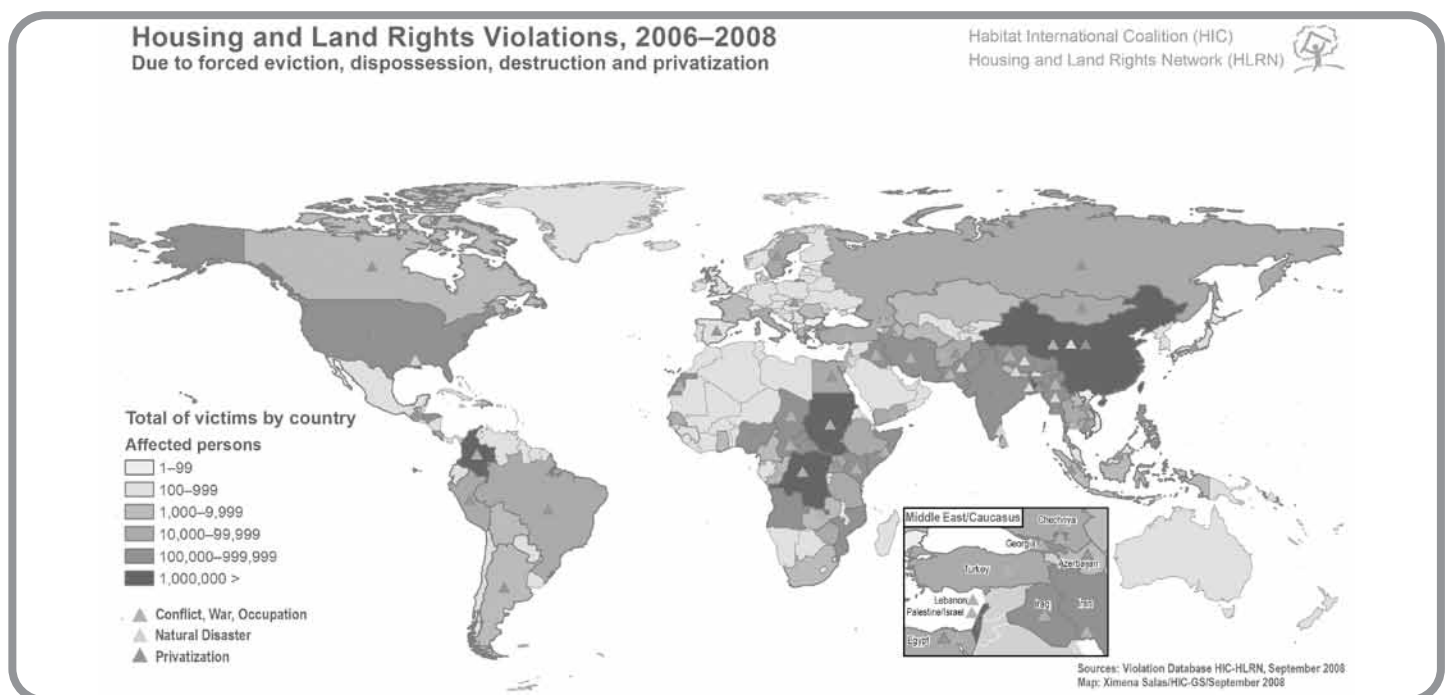 Housing and Land Rights Violations, 2006–2008
Due to forced eviction, dispossession, destruction and privatization
Habitat International Coalition (HIC)
Housing and Land Rights Network (HLRN)
Total of victims by country
Affected persons
1–99
100–999
1,000–9,999
10,000–99,999
100,000–999,999
1,000,000 >
Conflict, War, Occupation
Natural Disaster
Privatization
Middle East/Caucasus
Chechnya
Georgia
Azerbaijan
Turkey
Lebanon
Palestine/Israel
Iraq
Iran
Egypt
Sources: Violation Database HIC-HLRN, September 2008
Map: Ximena Salas/HIC-GS/September 2008